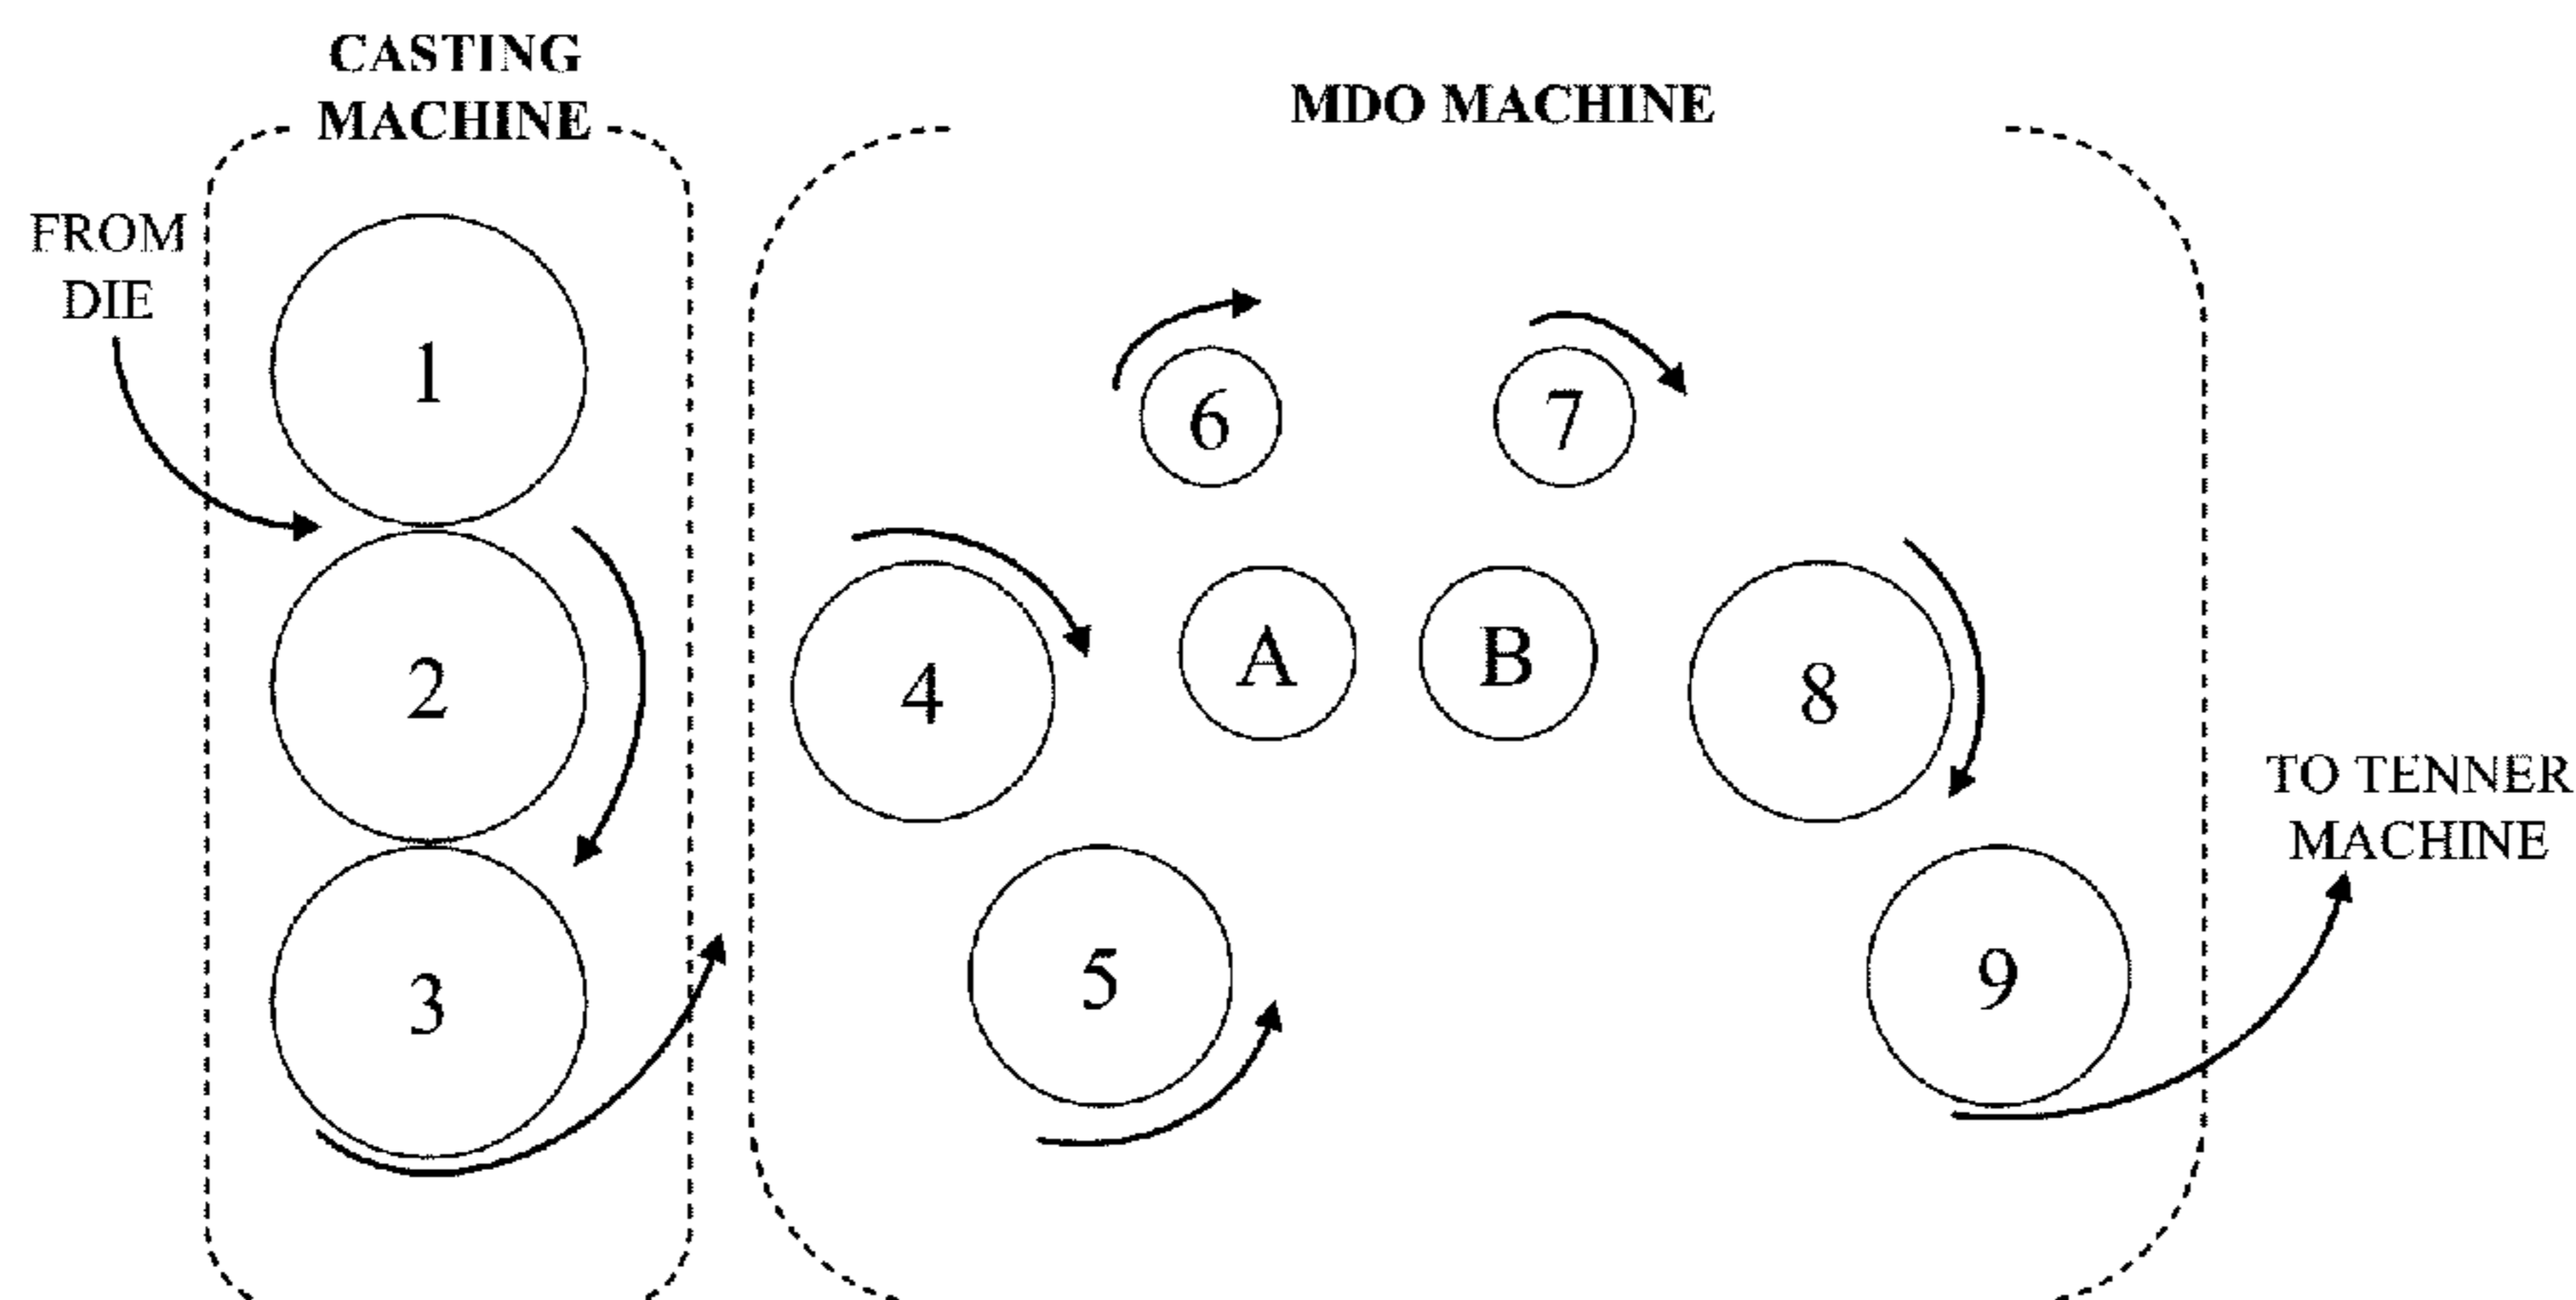 CASTING
MACHINE
MDO MACHINE
FROM
DIE
1
2
3
4
5
6
7
A
B
8
9
TO TENNER
MACHINE